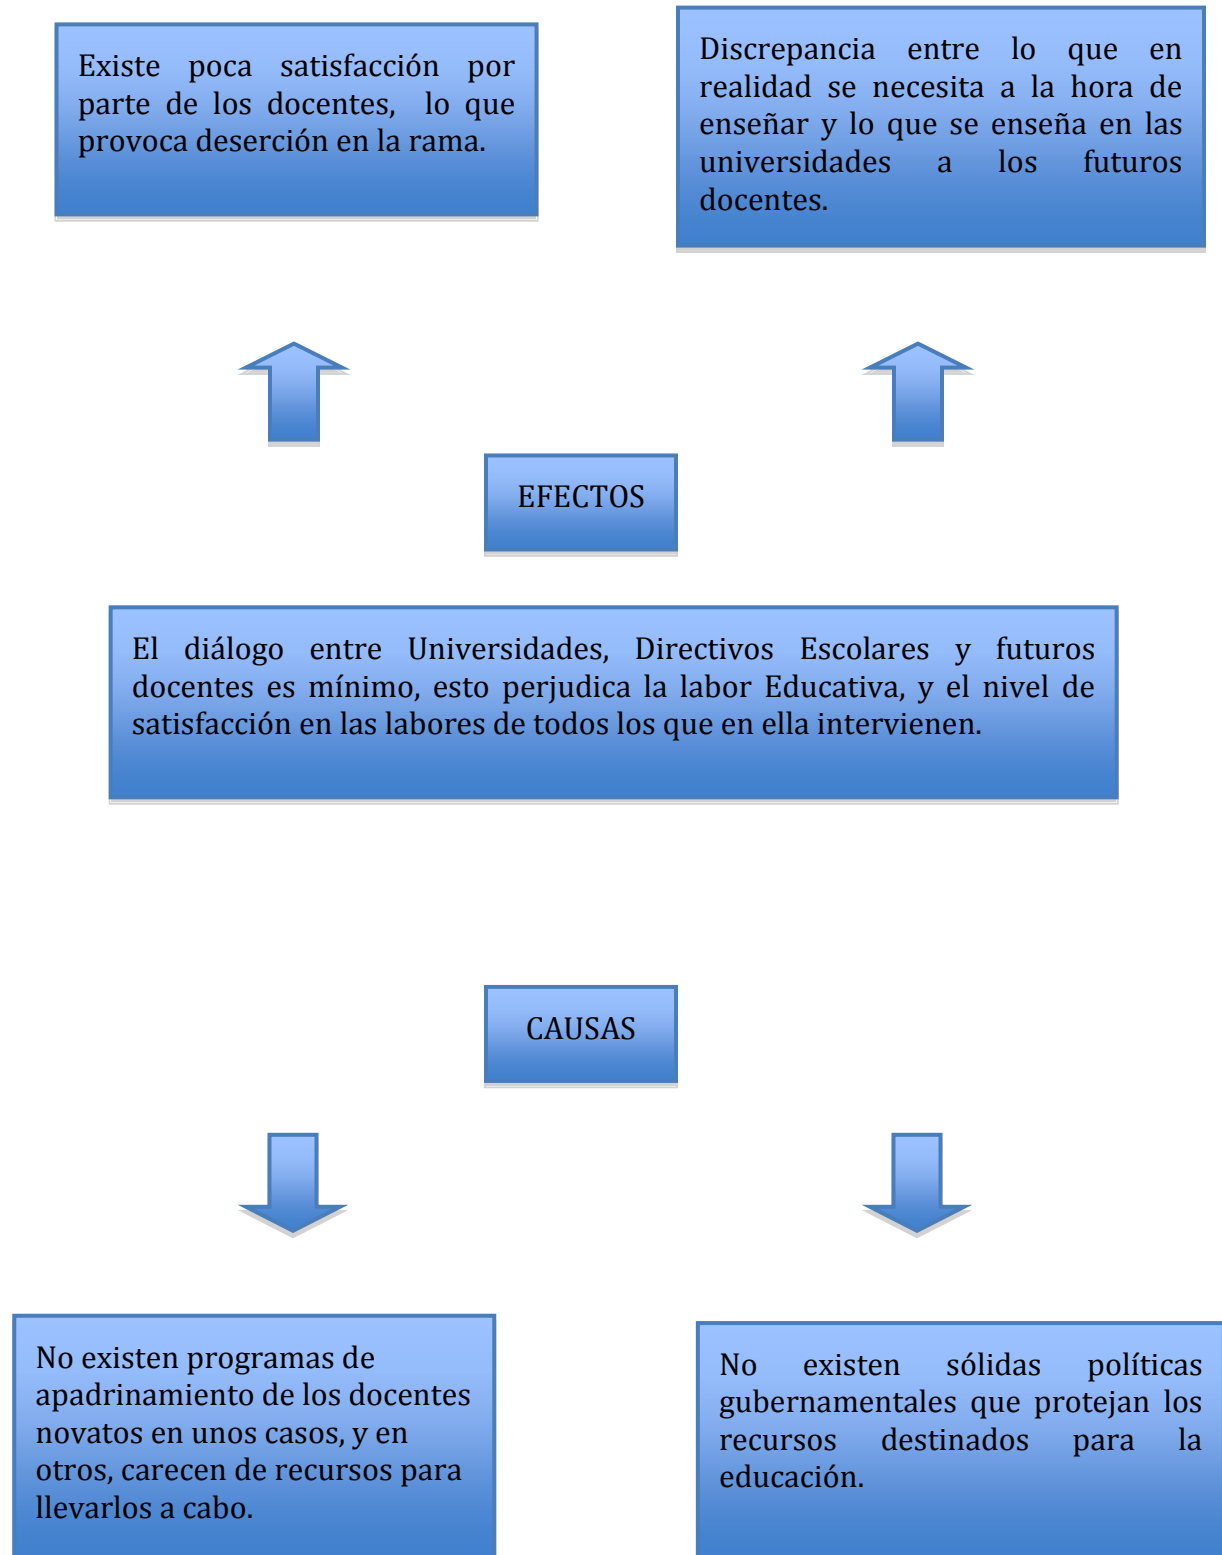 Existe poca satisfacción por
parte de los docentes, lo que
provoca deserción en la rama.
Discrepancia entre lo que en
realidad se necesita a la hora de
enseñar y lo que se enseña en las
universidades a los futuros
docentes.
EFECTOS
El diálogo entre Universidades, Directivos Escolares y futuros
docentes es mínimo, esto perjudica la labor Educativa, y el nivel de
satisfacción en las labores de todos los que en ella intervienen.
CAUSAS
No existen programas de
apadrinamiento de los docentes
novatos en unos casos, y en
otros, carecen de recursos para
llevarlos a cabo.
No existen sólidas políticas
gubernamentales que protejan los
recursos destinados para la
educación.